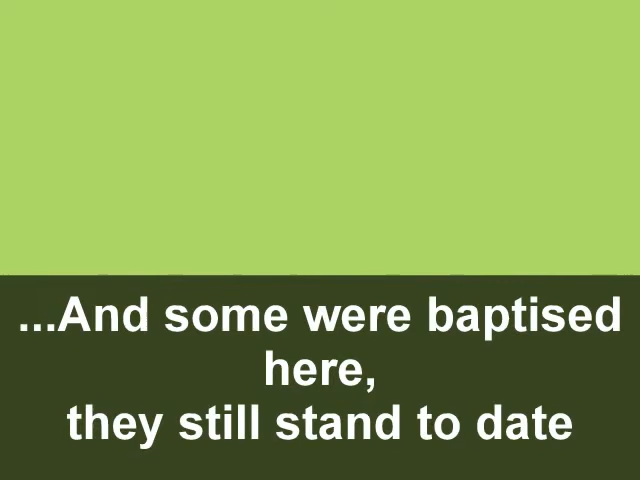 ...And some were baptised
here,
they still stand to date